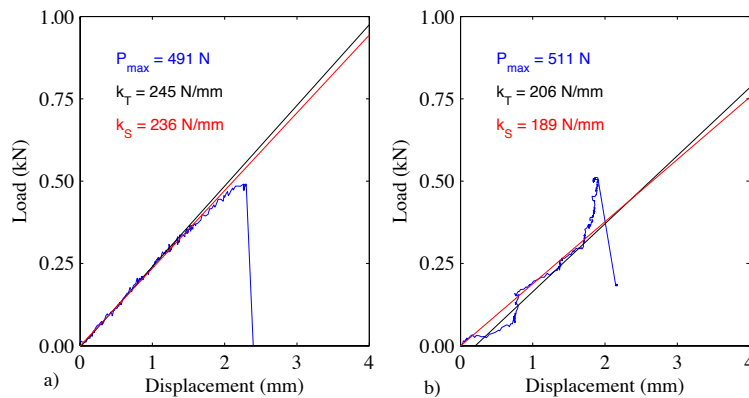 1.00
0.75
0.50
0.25
0.00
Load (kN)
P_max = 491 N
k_T = 245 N/mm
k_S = 236 N/mm
0 1 2 3 4
a) Displacement (mm)
1.00
0.75
0.50
0.25
0.00
Load (kN)
P_max = 511 N
k_T = 206 N/mm
k_S = 189 N/mm
0 1 2 3 4
b) Displacement (mm)